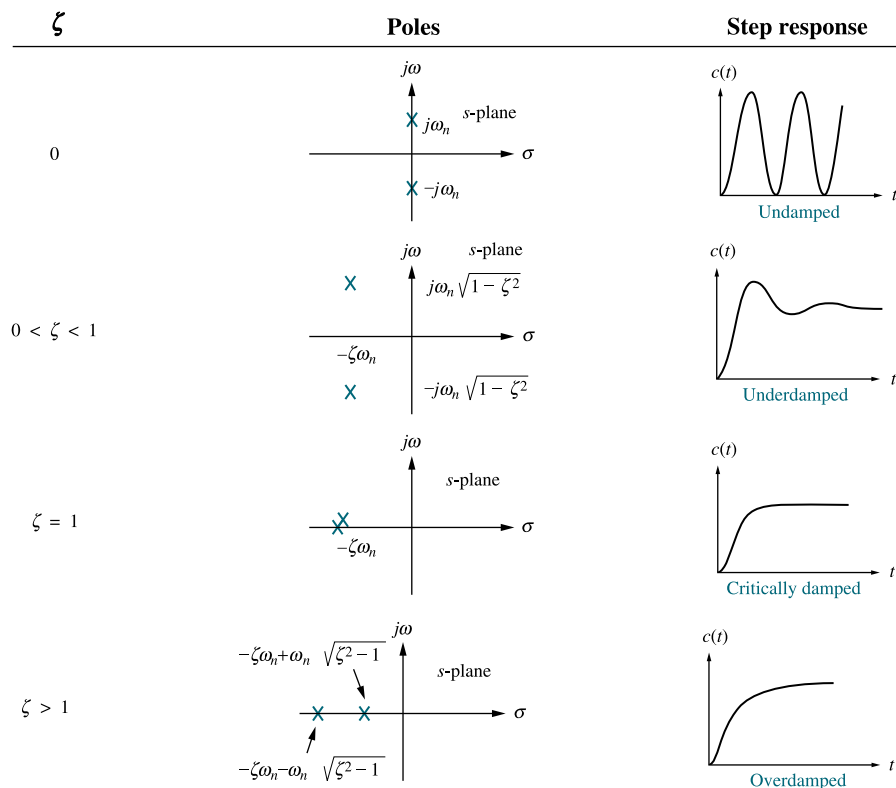 ζ Poles Step response
0
jω
s-plane
jωₙ
σ
−jωₙ
c(t)
t
Undamped
0 < ζ < 1
jω
s-plane
jωₙ √1 − ζ²
σ
−ζωₙ
−jωₙ √1 − ζ²
c(t)
t
Underdamped
ζ = 1
jω
s-plane
σ
−ζωₙ
c(t)
t
Critically damped
ζ > 1
jω
−ζωₙ+ωₙ √ζ² − 1
s-plane
σ
−ζωₙ−ωₙ √ζ² − 1
c(t)
t
Overdamped